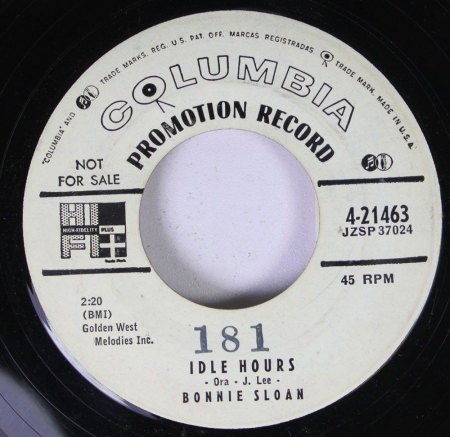 "COLUMBIA" AND TRADE MARKS, REG. U.S. PAT. OFF. MARCAS REGISTRADAS TRADE MARK. MADE IN U.S.A.
COLUMBIA
PROMOTION RECORD
NOT
FOR SALE
HI
HIGH-FIDELITY PLUS
FI
4-21463
JZSP 37024
45 RPM
2:20
(BMI)
Golden West
Melodies Inc.
181
IDLE HOURS
- Ora - J. Lee -
BONNIE SLOAN